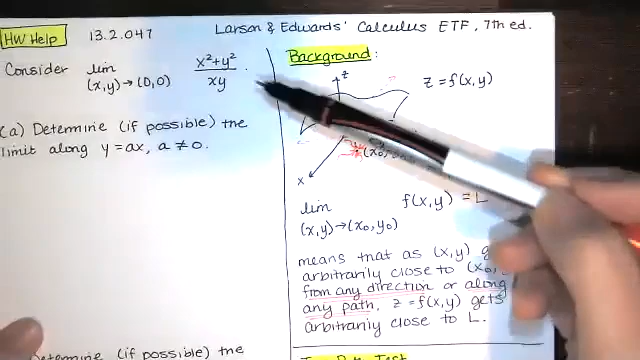 HW Help 13.2.047 Larson & Edwards' Calculus ETF, 7th ed.
Consider lim (x,y)→(0,0) x²+y² / xy .
(a) Determine (if possible) the
limit along y = ax, a ≠ 0.
Determine (if possible) the
Background:
z
z = f(x,y)
(x₀,
x
lim (x,y)→(x₀,y₀) f(x,y) = L
means that as (x,y) g
arbitrarily close to (x₀,
from any direction or along
any path, z = f(x,y) gets
arbitrarily close to L.